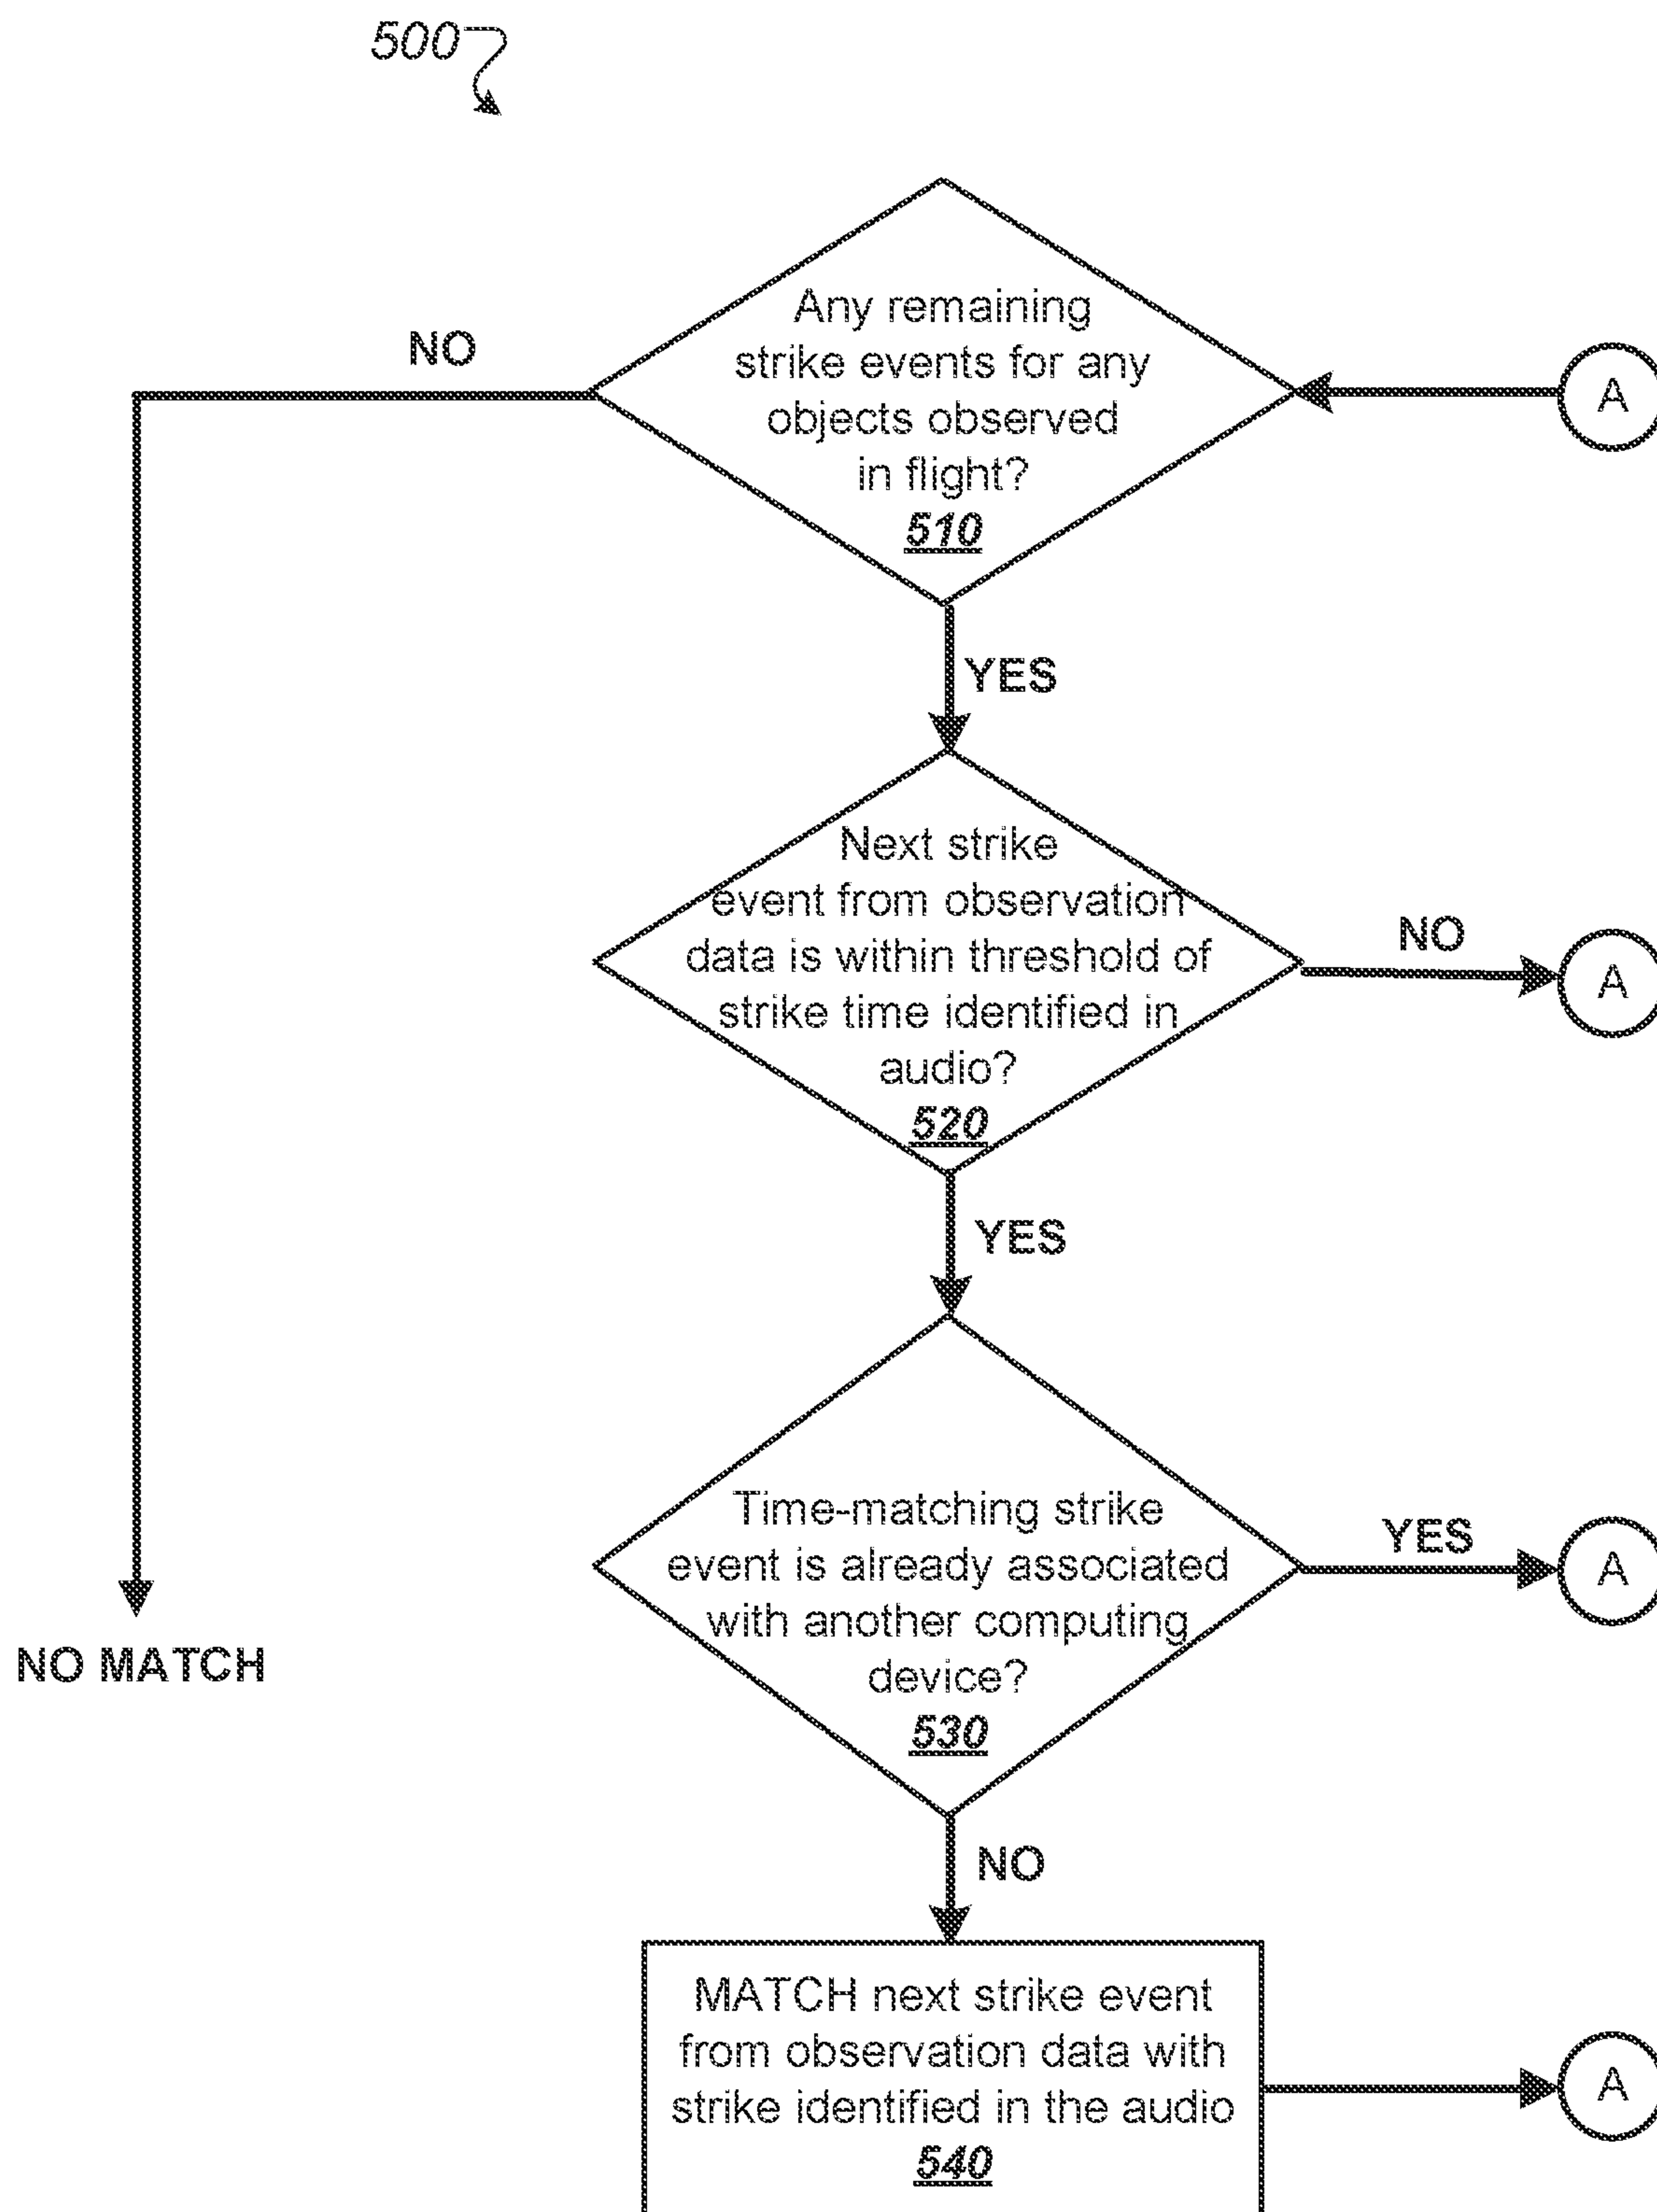 500
Any remaining
strike events for any
objects observed
in flight?
510
NO
A
YES
Next strike
event from observation
data is within threshold of
strike time identified in
audio?
520
NO
A
YES
Time-matching strike
event is already associated
with another computing
device?
530
YES
A
NO MATCH
NO
MATCH next strike event
from observation data with
strike identified in the audio
540
A